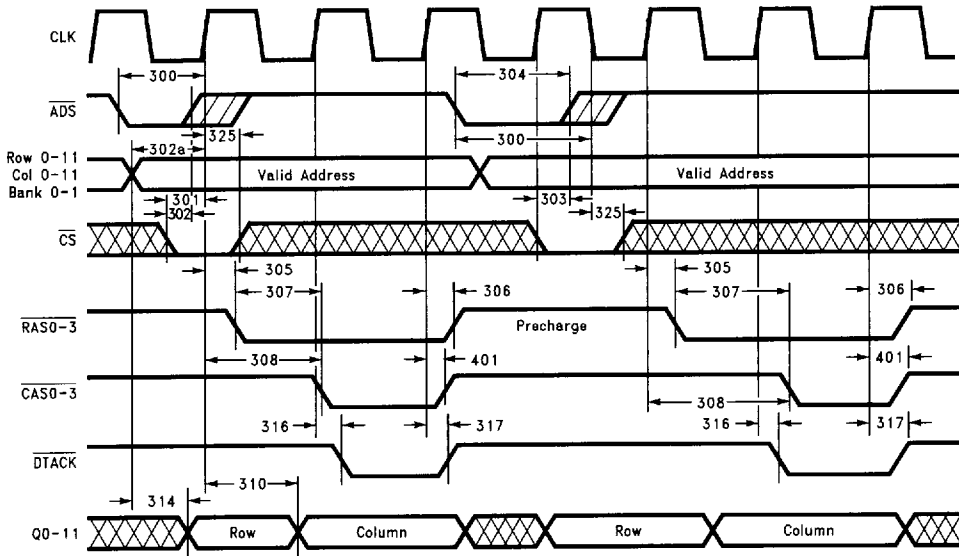 CLK
300
304
ADS
325
300
302a
Row 0-11
Col 0-11
Bank 0-1
Valid Address
Valid Address
301
302
303
325
CS
305
305
307
306
307
306
RAS0-3
Precharge
308
401
401
CAS0-3
308
316
317
316
317
DTACK
314
310
Q0-11
Row
Column
Row
Column